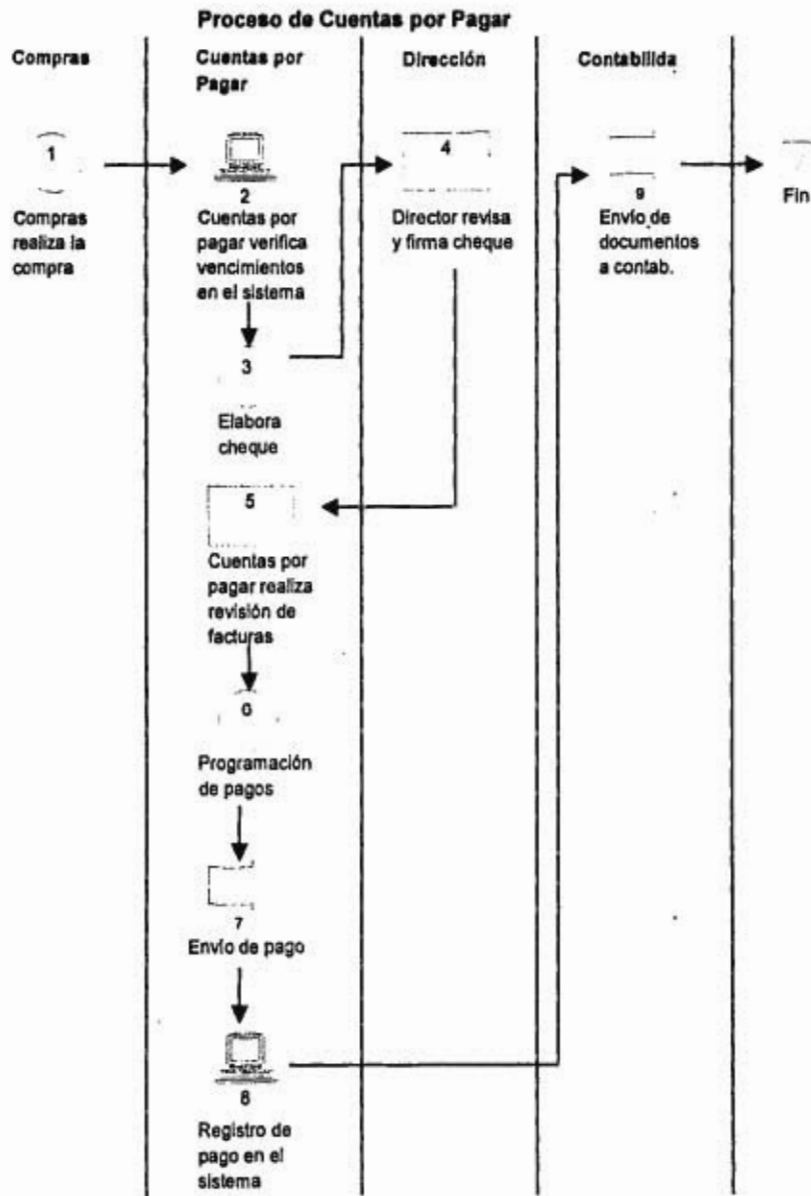 Proceso de Cuentas por Pagar
Compras
Cuentas por
Pagar
Dirección
Contabilida
1
Compras
realiza la
compra
2
Cuentas por
pagar verifica
vencimientos
en el sistema
3
Elabora
cheque
4
Director revisa
y firma cheque
5
Cuentas por
pagar realiza
revisión de
facturas
6
Programación
de pagos
7
Envío de pago
8
Registro de
pago en el
sistema
9
Envío de
documentos
a contab.
Fin